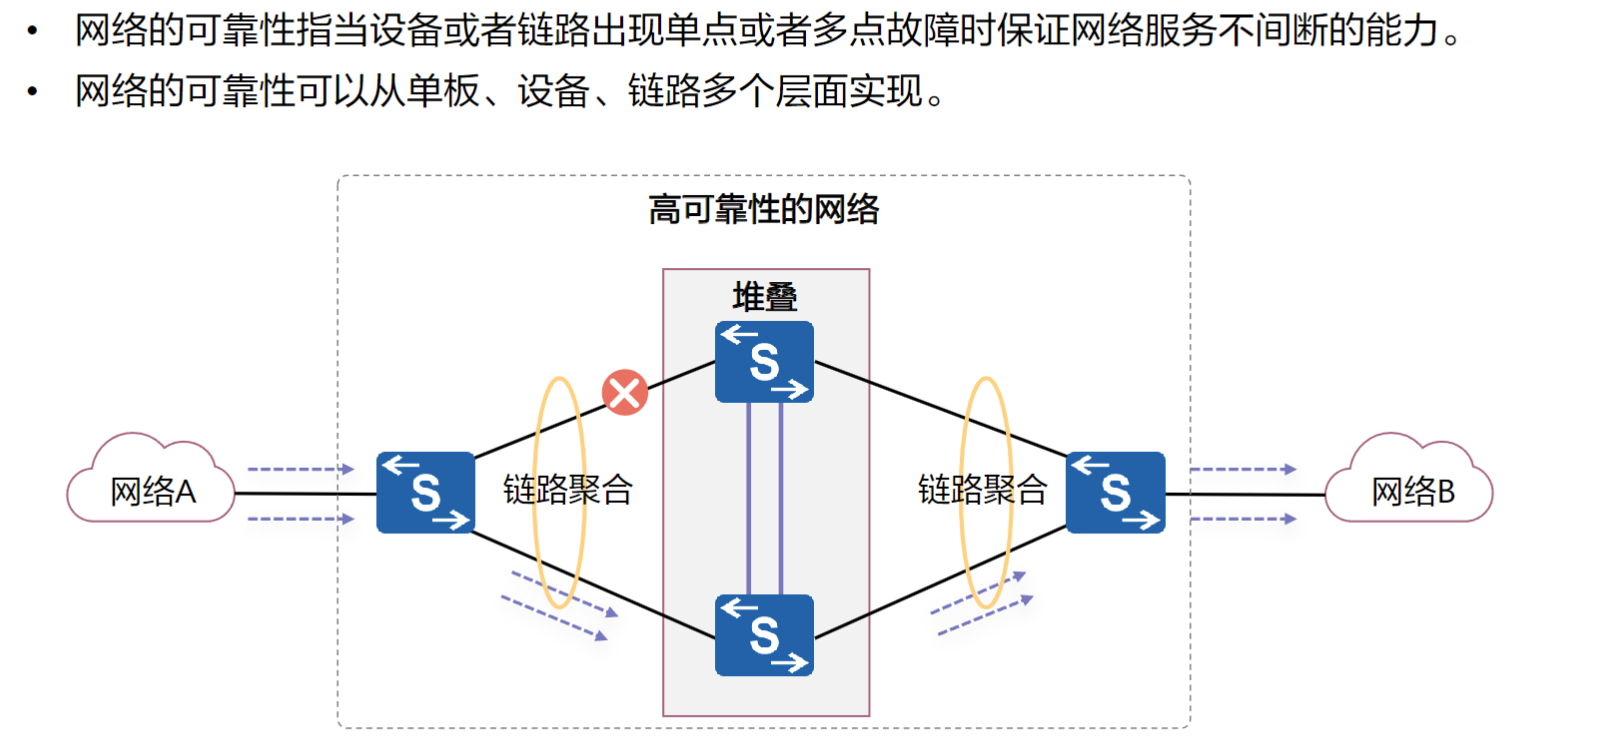 • 网络的可靠性指当设备或者链路出现单点或者多点故障时保证网络服务不间断的能力。
• 网络的可靠性可以从单板、设备、链路多个层面实现。
高可靠性的网络
堆叠
S
网络A
S
链路聚合
链路聚合
S
网络B
S